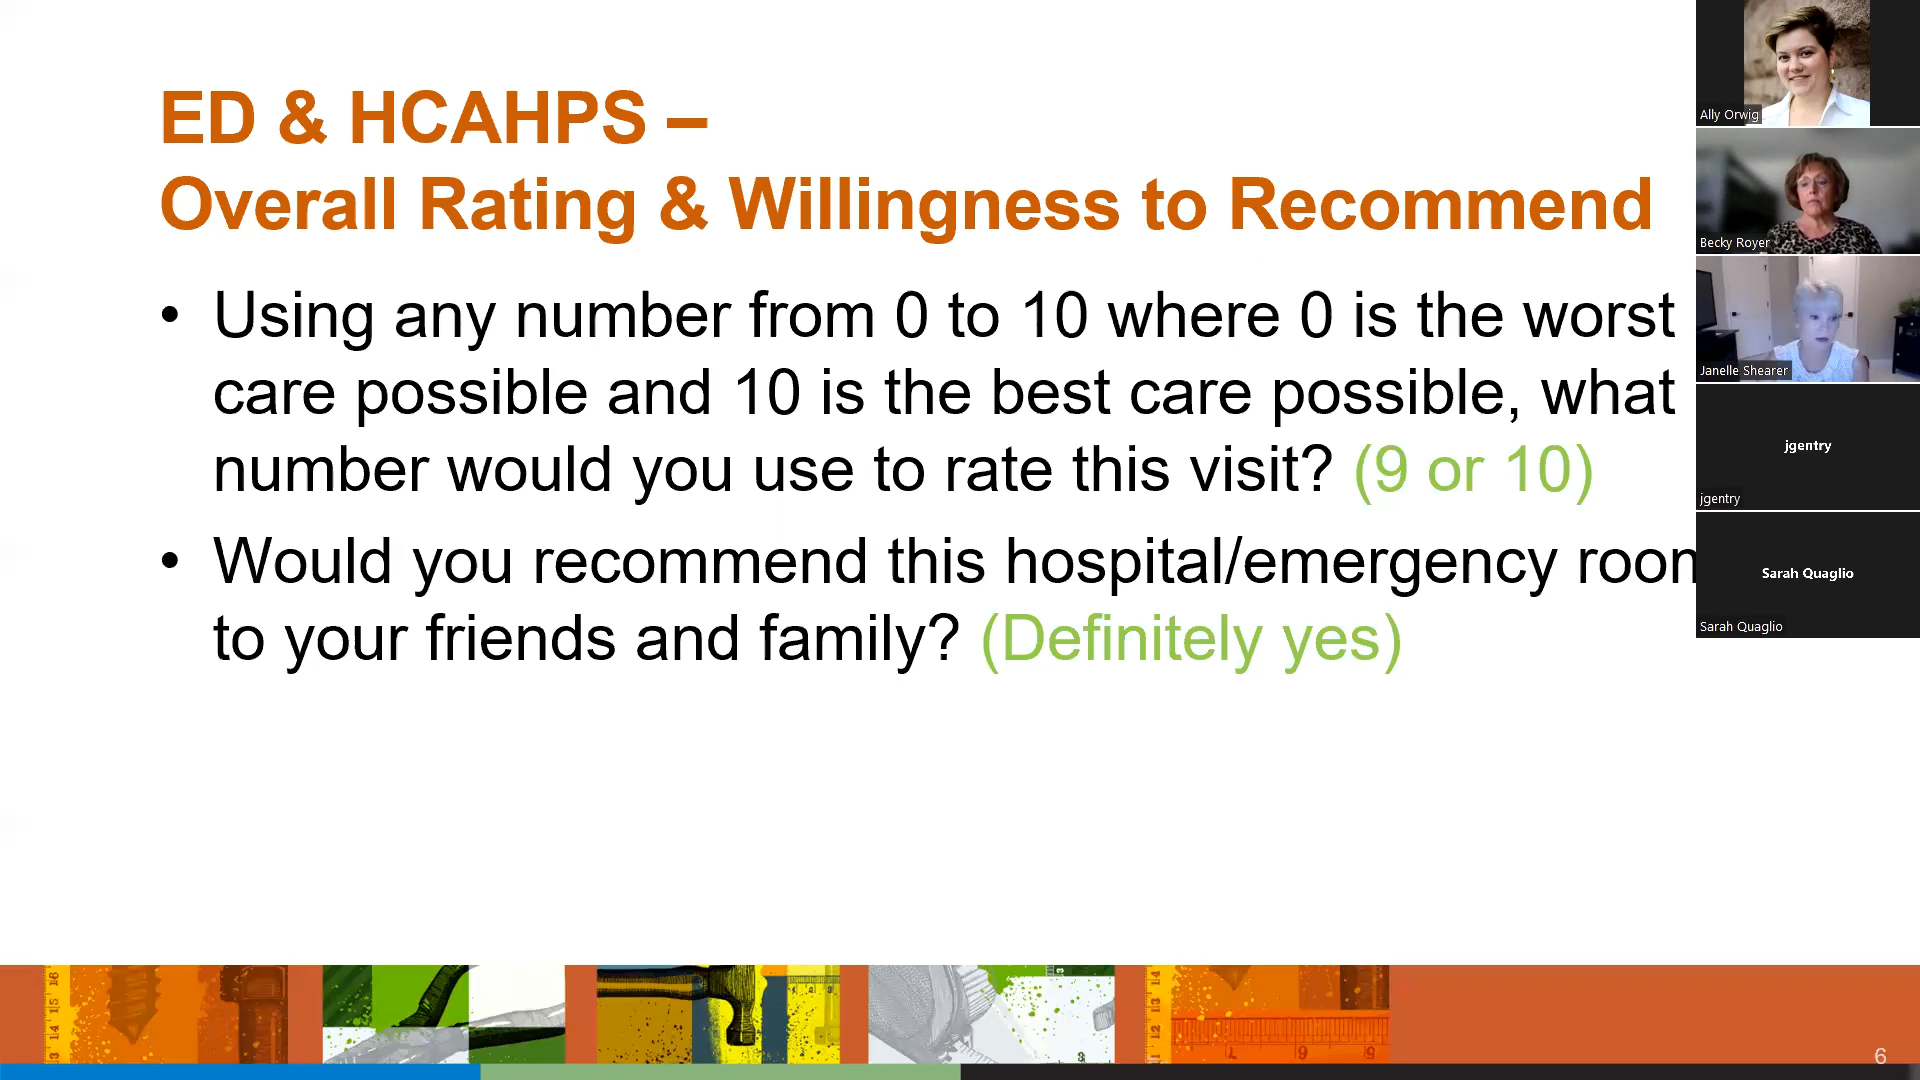 ED & HCAHPS –
Overall Rating & Willingness to Recommend
• Using any number from 0 to 10 where 0 is the worst
care possible and 10 is the best care possible, what
number would you use to rate this visit? (9 or 10)
• Would you recommend this hospital/emergency room
to your friends and family? (Definitely yes)
Ally Orwig
Becky Royer
Janelle Shearer
jgentry
jgentry
Sarah Quaglio
Sarah Quaglio
6